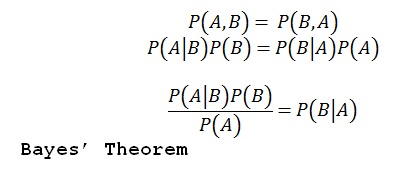 P(A,B) = P(B,A)
P(A|B)P(B) = P(B|A)P(A)
P(A|B)P(B)
P(A)
= P(B|A)
Bayes’ Theorem